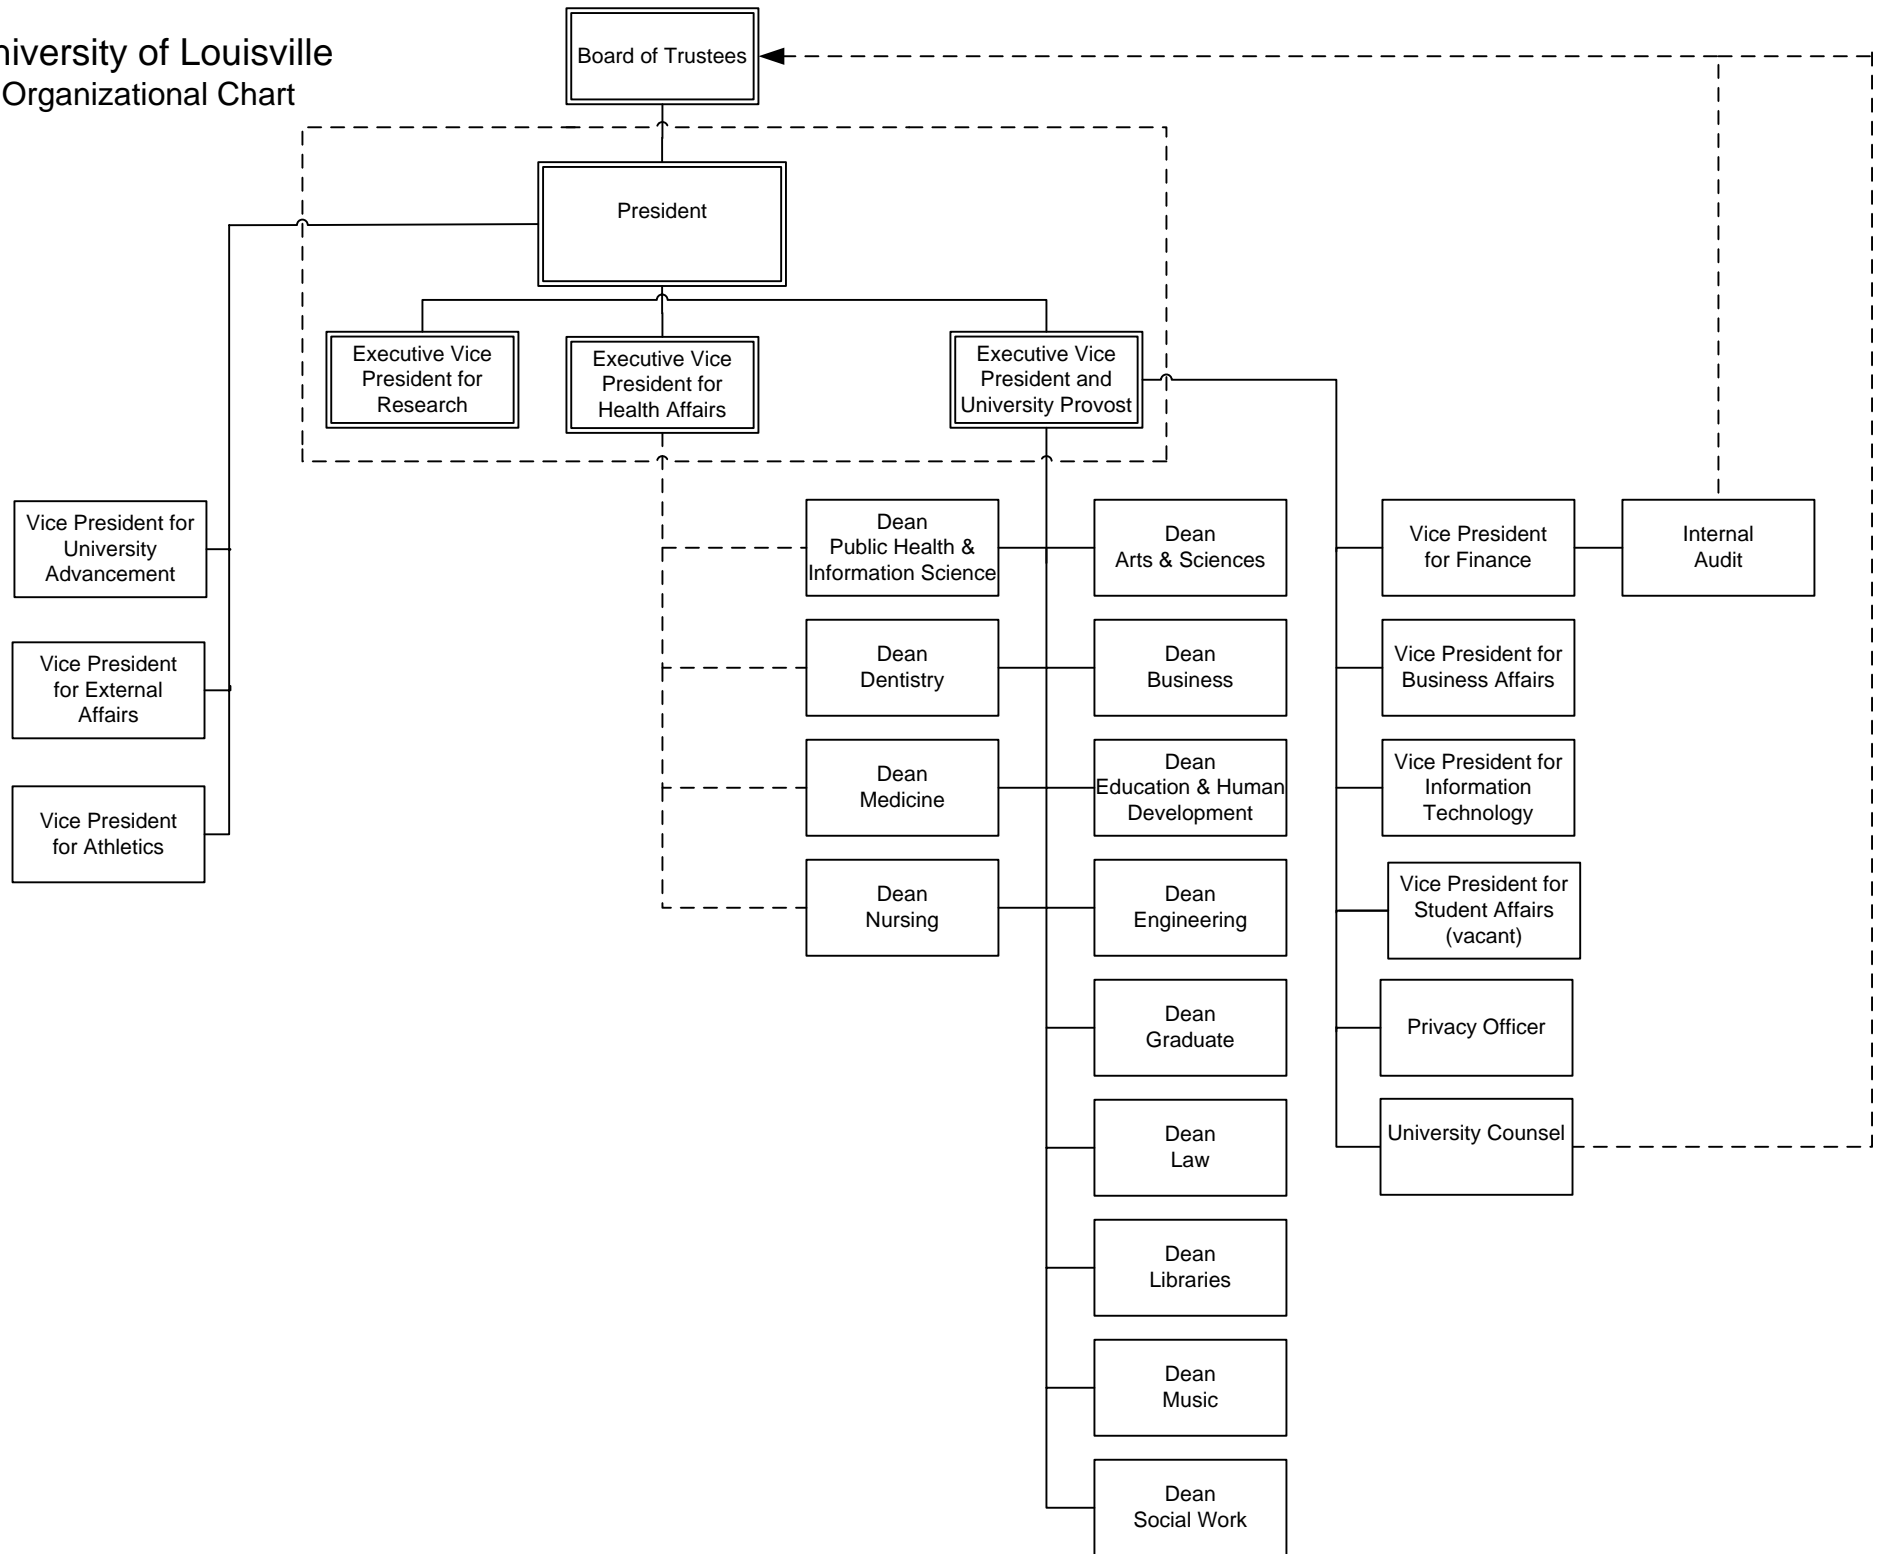 niversity of Louisville
Organizational Chart
Board of Trustees
President
Executive Vice
President for
Research
Executive Vice
President for
Health Affairs
Executive Vice
President and
University Provost
Vice President for
University
Advancement
Vice President
for External
Affairs
Vice President
for Athletics
Dean
Public Health &
Information Science
Dean
Dentistry
Dean
Medicine
Dean
Nursing
Dean
Arts & Sciences
Dean
Business
Dean
Education & Human
Development
Dean
Engineering
Dean
Graduate
Dean
Law
Dean
Libraries
Dean
Music
Dean
Social Work
Vice President
for Finance
Vice President for
Business Affairs
Vice President for
Information
Technology
Vice President for
Student Affairs
(vacant)
Privacy Officer
University Counsel
Internal
Audit